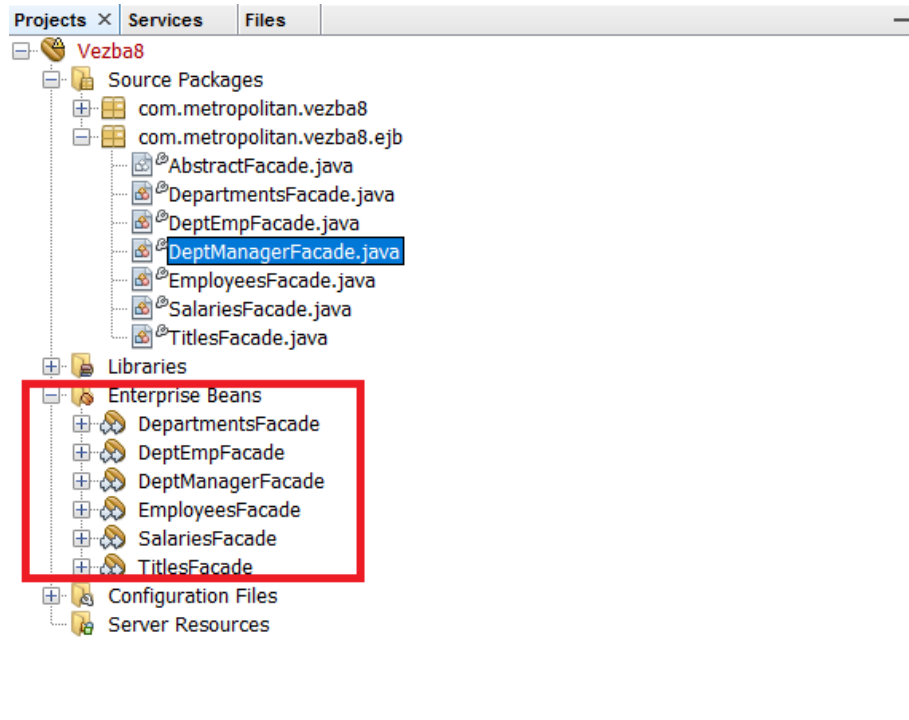 Projects Services Files
Vezba8
Source Packages
com.metropolitan.vezba8
com.metropolitan.vezba8.ejb
AbstractFacade.java
DepartmentsFacade.java
DeptEmpFacade.java
DeptManagerFacade.java
EmployeesFacade.java
SalariesFacade.java
TitlesFacade.java
Libraries
Enterprise Beans
DepartmentsFacade
DeptEmpFacade
DeptManagerFacade
EmployeesFacade
SalariesFacade
TitlesFacade
Configuration Files
Server Resources